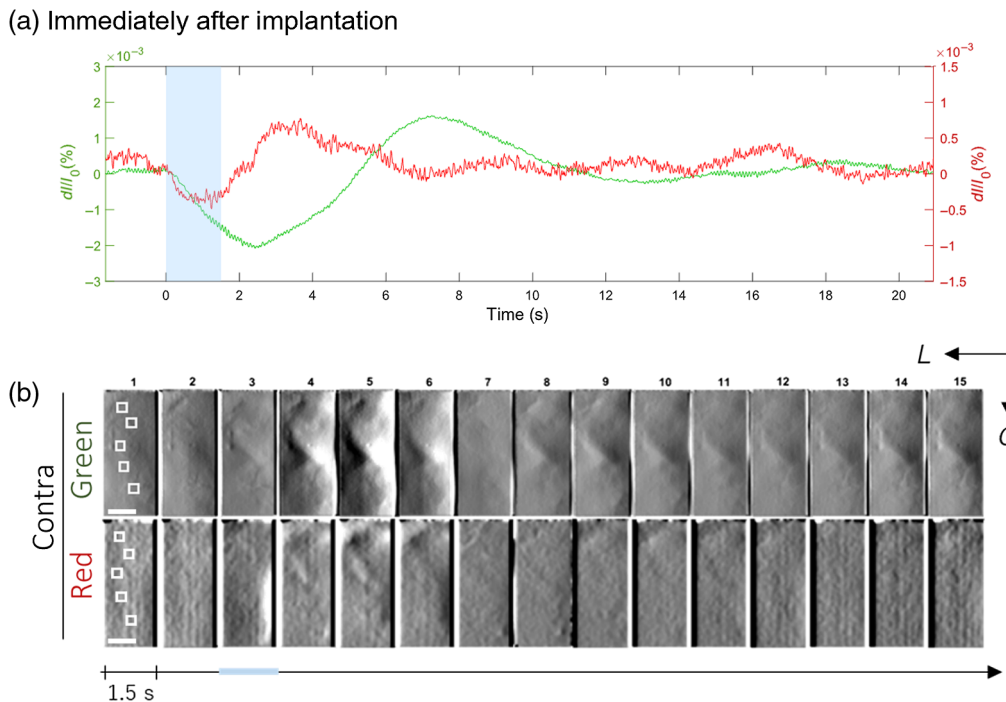 (a) Immediately after implantation
×10⁻³
×10⁻³
3
2
1
0
–1
–2
–3
dI/I₀(%)
1.5
1
0.5
0
–0.5
–1
–1.5
dI/I₀(%)
0 2 4 6 8 10 12 14 16 18 20
Time (s)
L
(b)
1 2 3 4 5 6 7 8 9 10 11 12 13 14 15
Contra
Green
Red
1.5 s